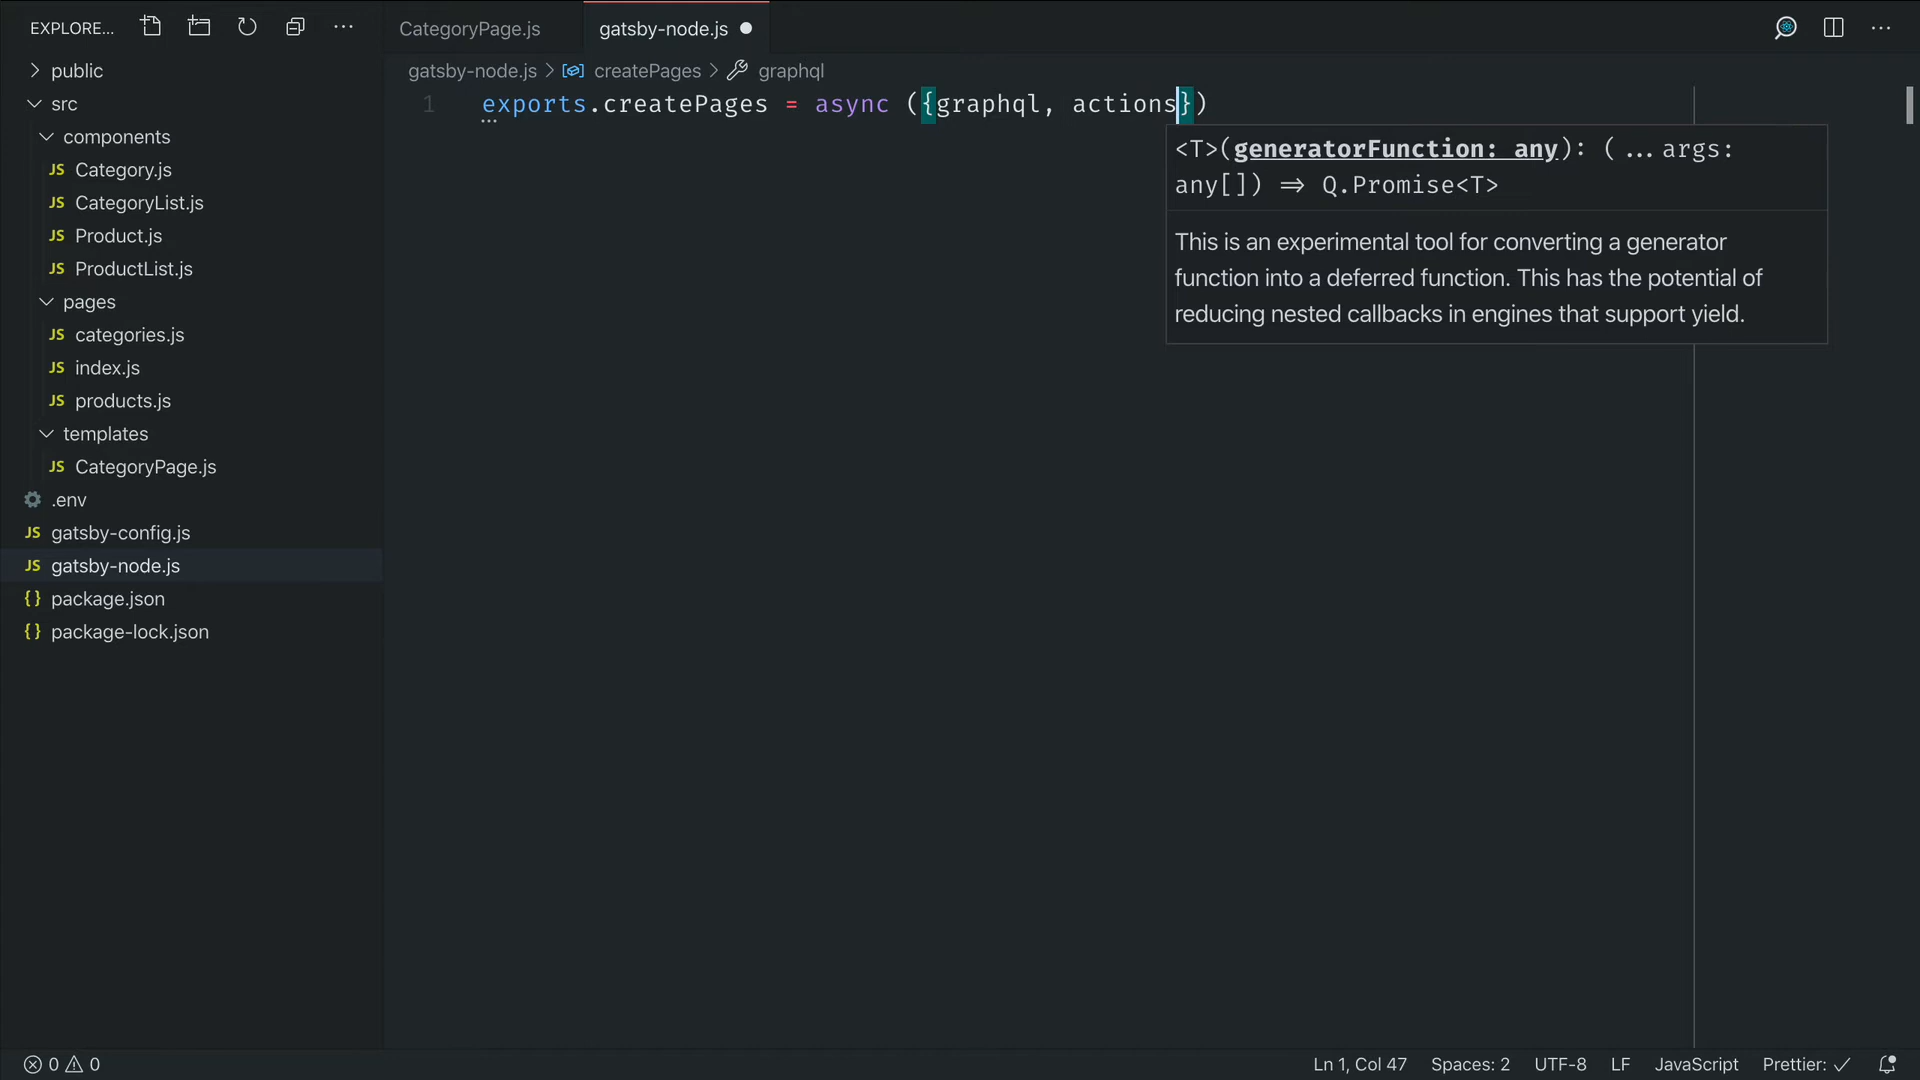 EXPLORE...
public
src
components
JS Category.js
JS CategoryList.js
JS Product.js
JS ProductList.js
pages
JS categories.js
JS index.js
JS products.js
templates
JS CategoryPage.js
.env
JS gatsby-config.js
JS gatsby-node.js
{} package.json
{} package-lock.json
CategoryPage.js
gatsby-node.js
gatsby-node.js > createPages > graphql
1 exports.createPages = async ({graphql, actions})
<T>(generatorFunction: any): (...args:
any[]) => Q.Promise<T>
This is an experimental tool for converting a generator
function into a deferred function. This has the potential of
reducing nested callbacks in engines that support yield.
0 0
Ln 1, Col 47 Spaces: 2 UTF-8 LF JavaScript Prettier: ✓